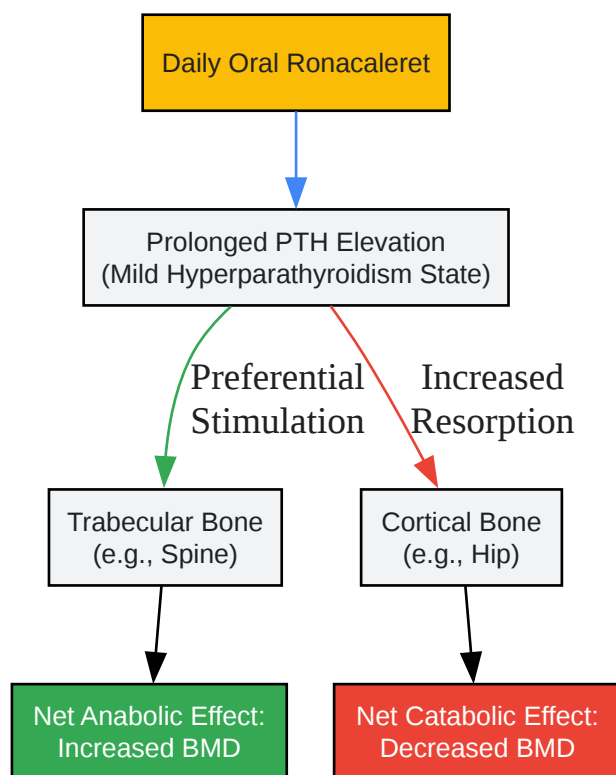 Daily Oral Ronacaleret
Prolonged PTH Elevation
(Mild Hyperparathyroidism State)
Preferential
Stimulation
Increased
Resorption
Trabecular Bone
(e.g., Spine)
Cortical Bone
(e.g., Hip)
Net Anabolic Effect:
Increased BMD
Net Catabolic Effect:
Decreased BMD